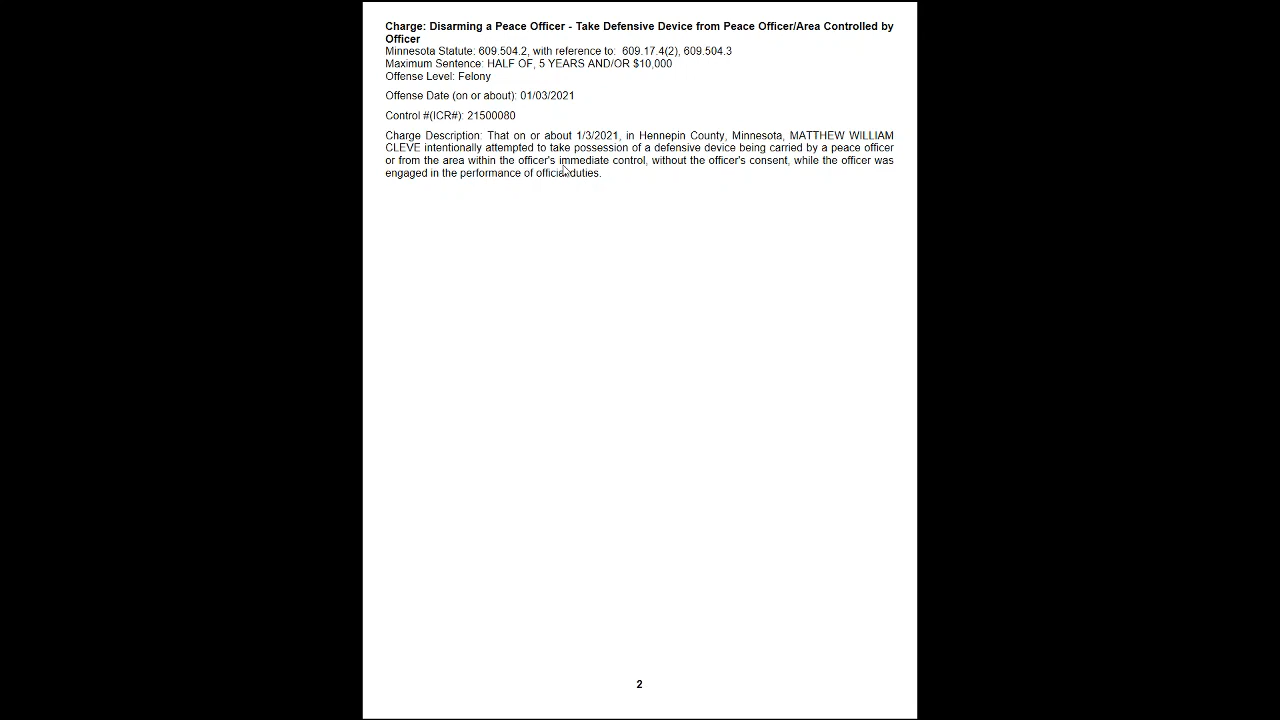 Charge: Disarming a Peace Officer - Take Defensive Device from Peace Officer/Area Controlled by
Officer
Minnesota Statute: 609.504.2, with reference to: 609.17.4(2), 609.504.3
Maximum Sentence: HALF OF, 5 YEARS AND/OR $10,000
Offense Level: Felony
Offense Date (on or about): 01/03/2021
Control #(ICR#): 21500080
Charge Description: That on or about 1/3/2021, in Hennepin County, Minnesota, MATTHEW WILLIAM
CLEVE intentionally attempted to take possession of a defensive device being carried by a peace officer
or from the area within the officer's immediate control, without the officer's consent, while the officer was
engaged in the performance of official duties.
2